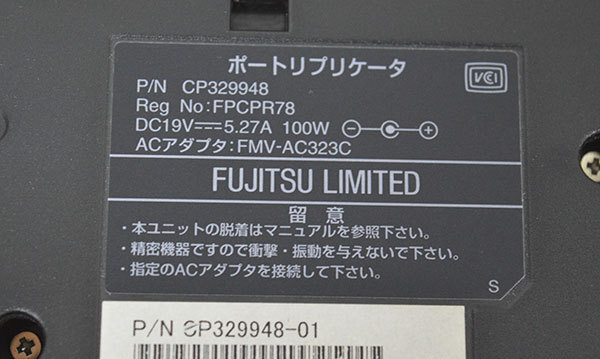 ポートリプリケータ
VCI
P/N CP329948
Reg No:FPCPR78
DC19V⎓5.27A 100W
ACアダプタ:FMV-AC323C
FUJITSU LIMITED
留 意
・本ユニットの脱着はマニュアルを参照下さい。
・精密機器ですので衝撃・振動を与えないで下さい。
・指定のACアダプタを接続して下さい。
S
P/N CP329948-01